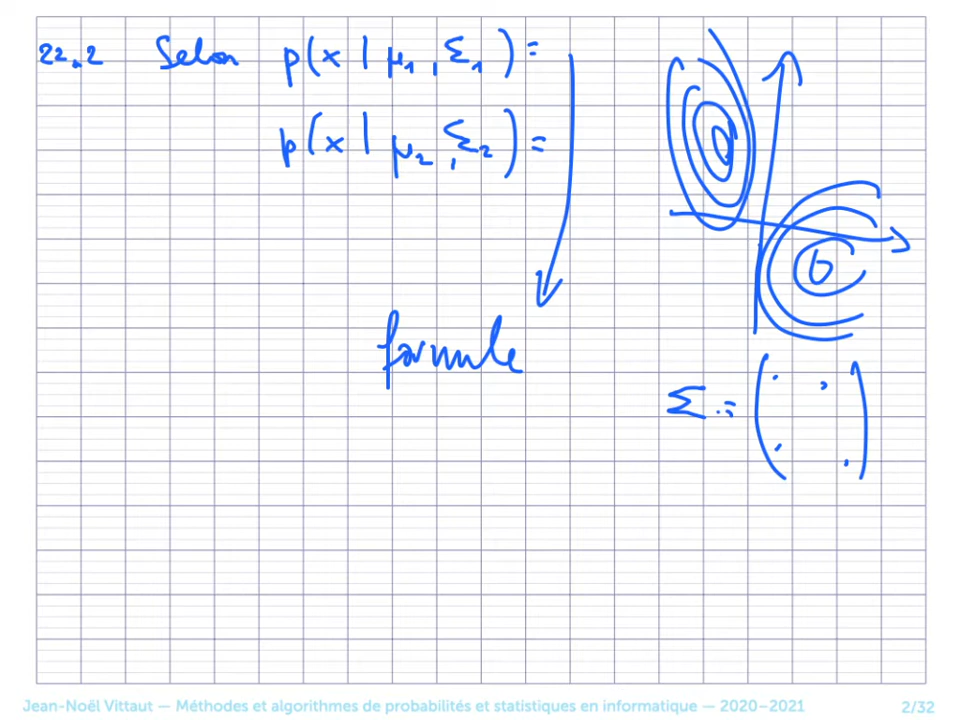 22.2 Selon p(x | μ₁, Σ₁) =
p(x | μ₂, Σ₂) =
formule
Σ = ( )
Jean-Noël Vittaut — Méthodes et algorithmes de probabilités et statistiques en informatique — 2020–2021 2/32